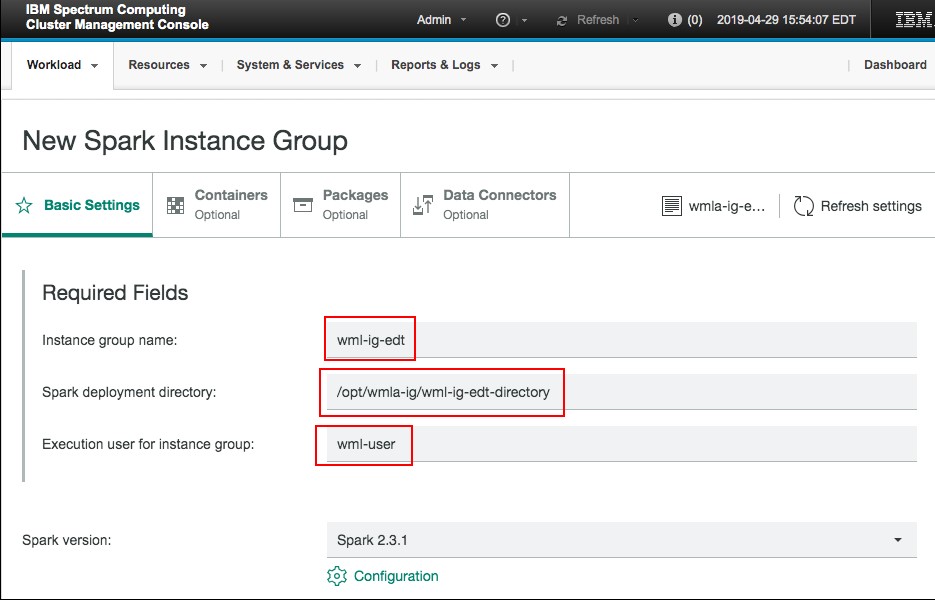 IBM Spectrum Computing
Cluster Management Console
Admin
?
Refresh
i (0)
2019-04-29 15:54:07 EDT
IBM
Workload
Resources
System & Services
Reports & Logs
Dashboard
New Spark Instance Group
Basic Settings
Containers
Optional
Packages
Optional
Data Connectors
Optional
wmla-ig-e...
Refresh settings
Required Fields
Instance group name: wml-ig-edt
Spark deployment directory: /opt/wmla-ig/wml-ig-edt-directory
Execution user for instance group: wml-user
Spark version: Spark 2.3.1
Configuration